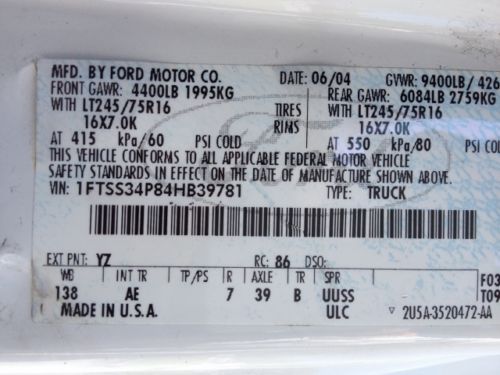 MFD. BY FORD MOTOR CO. DATE: 06/04 GVWR: 9400LB / 426
FRONT GAWR: 4400LB 1995KG REAR GAWR: 6084LB 2759KG
WITH LT245/75R16 TIRES WITH LT245/75R16
16X7.0K RIMS 16X7.0K
AT 415 kPa/60 PSI COLD AT 550 kPa/80 PSI COLD
THIS VEHICLE CONFORMS TO ALL APPLICABLE FEDERAL MOTOR VEHICLE
SAFETY STANDARDS IN EFFECT ON THE DATE OF MANUFACTURE SHOWN ABOVE.
VIN: 1FTSS34P84HB39781 TYPE: TRUCK
EXT PNT: YZ RC: 86 DSO:
WB INT TR TP/PS R AXLE TR SPR F03
138 AE 7 39 B UUSS T09
MADE IN U.S.A. ULC ▽ 2U5A-3520472-AA